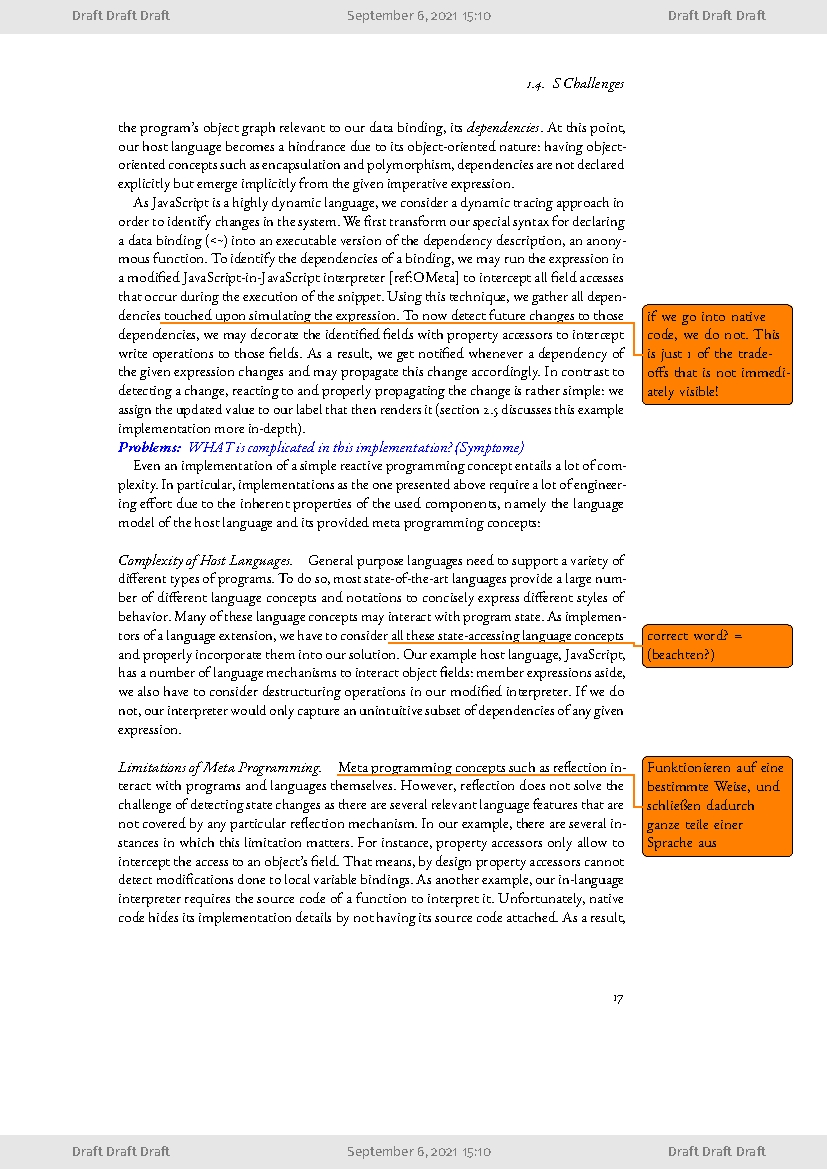 Draft Draft Draft September 6, 2021 15:10 Draft Draft Draft
1.4. S Challenges
the program's object graph relevant to our data binding, its dependencies. At this point,
our host language becomes a hindrance due to its object-oriented nature: having object-
oriented concepts such as encapsulation and polymorphism, dependencies are not declared
explicitly but emerge implicitly from the given imperative expression.
As JavaScript is a highly dynamic language, we consider a dynamic tracing approach in
order to identify changes in the system. We first transform our special syntax for declaring
a data binding (<~) into an executable version of the dependency description, an anony-
mous function. To identify the dependencies of a binding, we may run the expression in
a modified JavaScript-in-JavaScript interpreter [ref:OMeta] to intercept all field accesses
that occur during the execution of the snippet. Using this technique, we gather all depen-
dencies touched upon simulating the expression. To now detect future changes to those
dependencies, we may decorate the identified fields with property accessors to intercept
write operations to those fields. As a result, we get notified whenever a dependency of
the given expression changes and may propagate this change accordingly. In contrast to
detecting a change, reacting to and properly propagating the change is rather simple: we
assign the updated value to our label that then renders it (section 2.5 discusses this example
implementation more in-depth).
if we go into native
code, we do not. This
is just 1 of the trade-
offs that is not immedi-
ately visible!
Problems: WHAT is complicated in this implementation? (Symptome)
Even an implementation of a simple reactive programming concept entails a lot of com-
plexity. In particular, implementations as the one presented above require a lot of engineer-
ing effort due to the inherent properties of the used components, namely the language
model of the host language and its provided meta programming concepts:
Complexity of Host Languages. General purpose languages need to support a variety of
different types of programs. To do so, most state-of-the-art languages provide a large num-
ber of different language concepts and notations to concisely express different styles of
behavior. Many of these language concepts may interact with program state. As implemen-
tors of a language extension, we have to consider all these state-accessing language concepts
and properly incorporate them into our solution. Our example host language, JavaScript,
has a number of language mechanisms to interact object fields: member expressions aside,
we also have to consider destructuring operations in our modified interpreter. If we do
not, our interpreter would only capture an unintuitive subset of dependencies of any given
expression.
correct word? =
(beachten?)
Limitations of Meta Programming. Meta programming concepts such as reflection in-
teract with programs and languages themselves. However, reflection does not solve the
challenge of detecting state changes as there are several relevant language features that are
not covered by any particular reflection mechanism. In our example, there are several in-
stances in which this limitation matters. For instance, property accessors only allow to
intercept the access to an object's field. That means, by design property accessors cannot
detect modifications done to local variable bindings. As another example, our in-language
interpreter requires the source code of a function to interpret it. Unfortunately, native
code hides its implementation details by not having its source code attached. As a result,
Funktionieren auf eine
bestimmte Weise, und
schließen dadurch
ganze teile einer
Sprache aus
17
Draft Draft Draft September 6, 2021 15:10 Draft Draft Draft